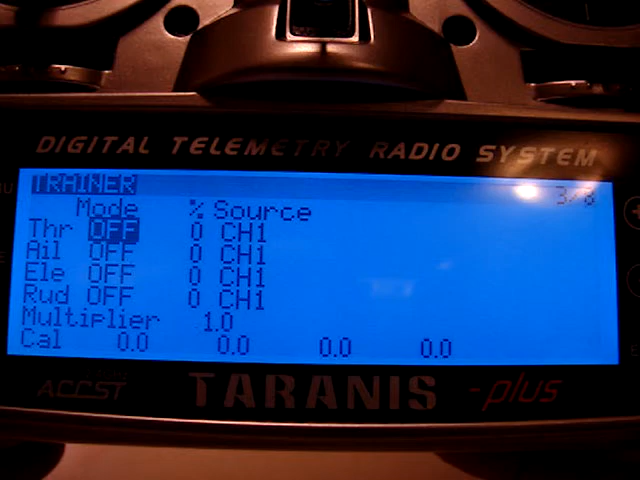 DIGITAL TELEMETRY RADIO SYSTEM
TRAINER 3/8
Mode % Source
Thr OFF 0 CH1
Ail OFF 0 CH1
Ele OFF 0 CH1
Rud OFF 0 CH1
Multiplier 1.0
Cal 0.0 0.0 0.0 0.0
ACCST TARANIS -plus